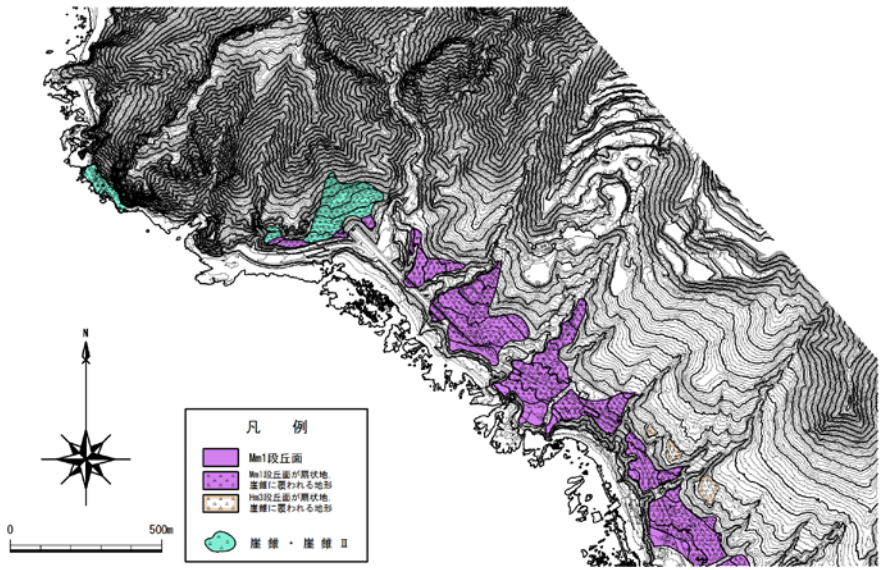 N
凡 例
Mm1段丘面
Mm1段丘面が扇状地、
崖錐に覆われる地形
Hm3段丘面が扇状地、
崖錐に覆われる地形
崖錐・崖錐Ⅱ
0 500m